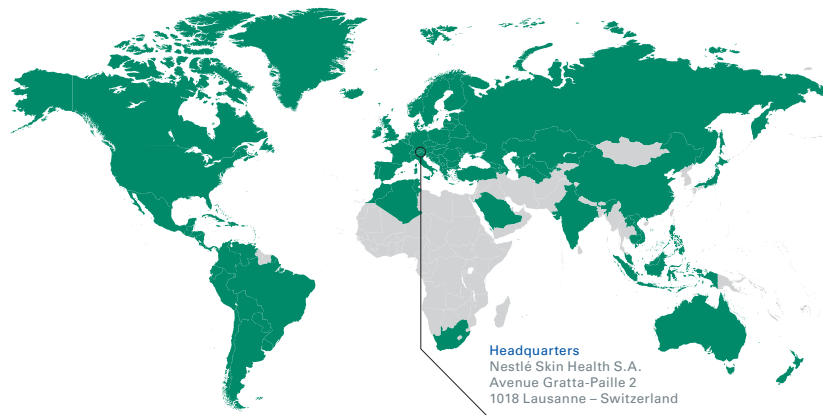 Headquarters
Nestlé Skin Health S.A.
Avenue Gratta-Paille 2
1018 Lausanne – Switzerland